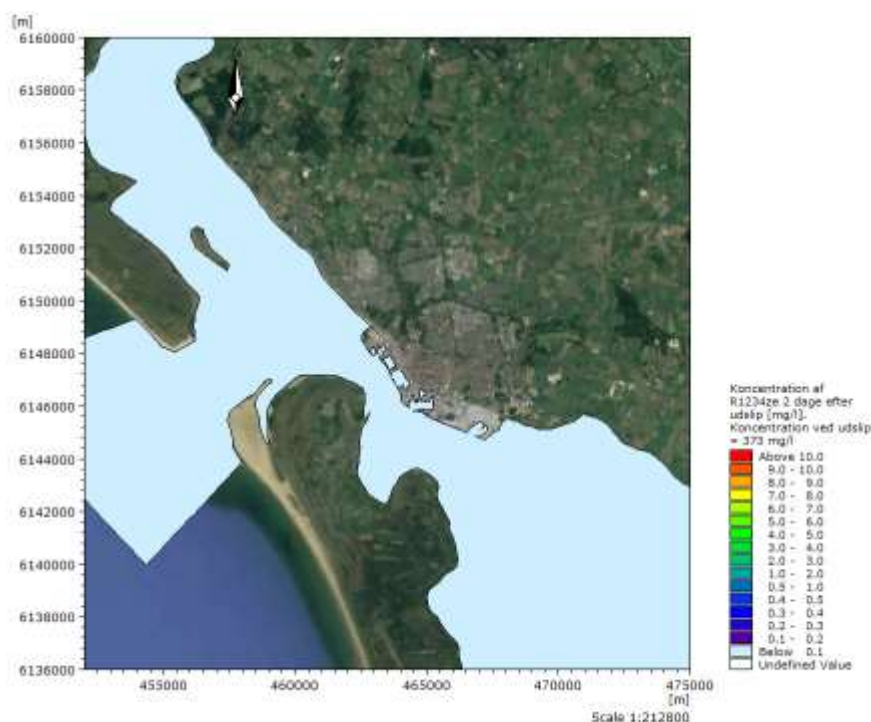 [m]
6160000
6158000
6156000
6154000
6152000
6150000
6148000
6146000
6144000
6142000
6140000
6138000
6136000
455000
460000
465000
470000
475000
[m]
Scale 1:212800
Koncentration af
R1234ze 2 dage efter
udslip [mg/l].
Koncentration ved udslip
= 373 mg/l
Above 10.0
9.0 - 10.0
8.0 - 9.0
7.0 - 8.0
6.0 - 7.0
5.0 - 6.0
4.0 - 5.0
3.0 - 4.0
2.0 - 3.0
1.0 - 2.0
0.5 - 1.0
0.4 - 0.5
0.3 - 0.4
0.2 - 0.3
0.1 - 0.2
Below 0.1
Undefined Value